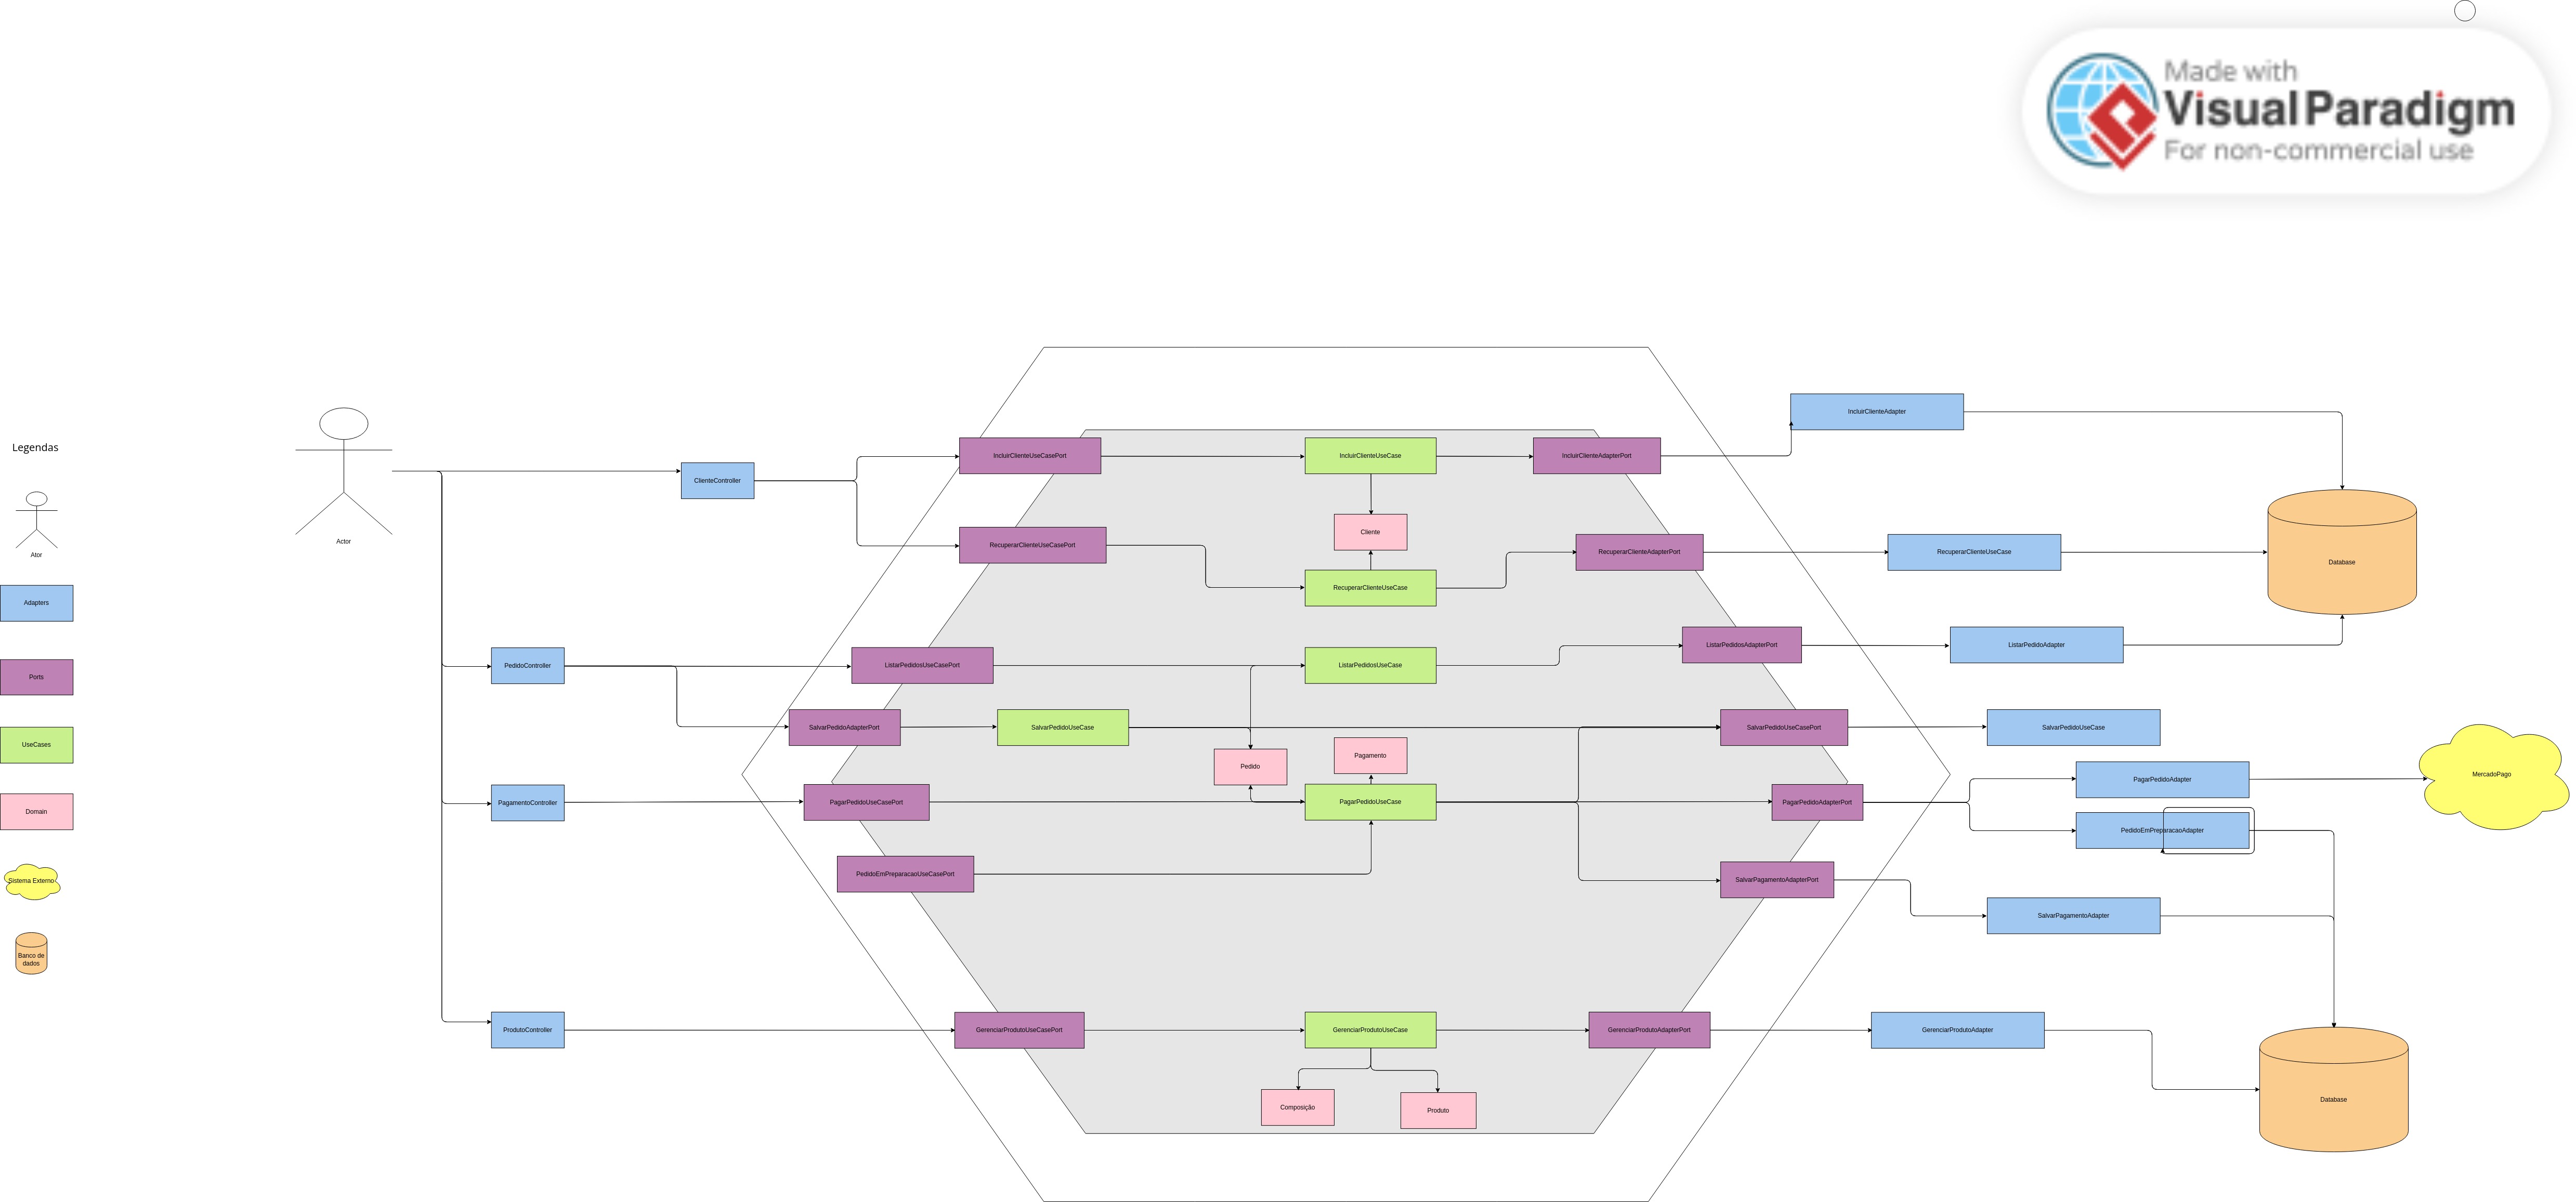 Made with
Visual Paradigm
For non-commercial use
Legendas
Ator
Adapters
Ports
UseCases
Domain
Sistema Externo
Banco de
dados
Actor
ClienteController
PedidoController
PagamentoController
ProdutoController
IncluirClienteUseCasePort
IncluirClienteUseCase
IncluirClienteAdapterPort
IncluirClienteAdapter
Cliente
RecuperarClienteUseCasePort
RecuperarClienteUseCase
RecuperarClienteAdapterPort
RecuperarClienteUseCase
Database
ListarPedidosUseCasePort
ListarPedidosUseCase
ListarPedidosAdapterPort
ListarPedidoAdapter
SalvarPedidoAdapterPort
SalvarPedidoUseCase
SalvarPedidoUseCasePort
SalvarPedidoUseCase
Pedido
Pagamento
PagarPedidoUseCasePort
PagarPedidoUseCase
PagarPedidoAdapterPort
PagarPedidoAdapter
MercadoPago
PedidoEmPreparacaoAdapter
PedidoEmPreparacaoUseCasePort
SalvarPagamentoAdapterPort
SalvarPagamentoAdapter
GerenciarProdutoUseCasePort
GerenciarProdutoUseCase
GerenciarProdutoAdapterPort
GerenciarProdutoAdapter
Composição
Produto
Database